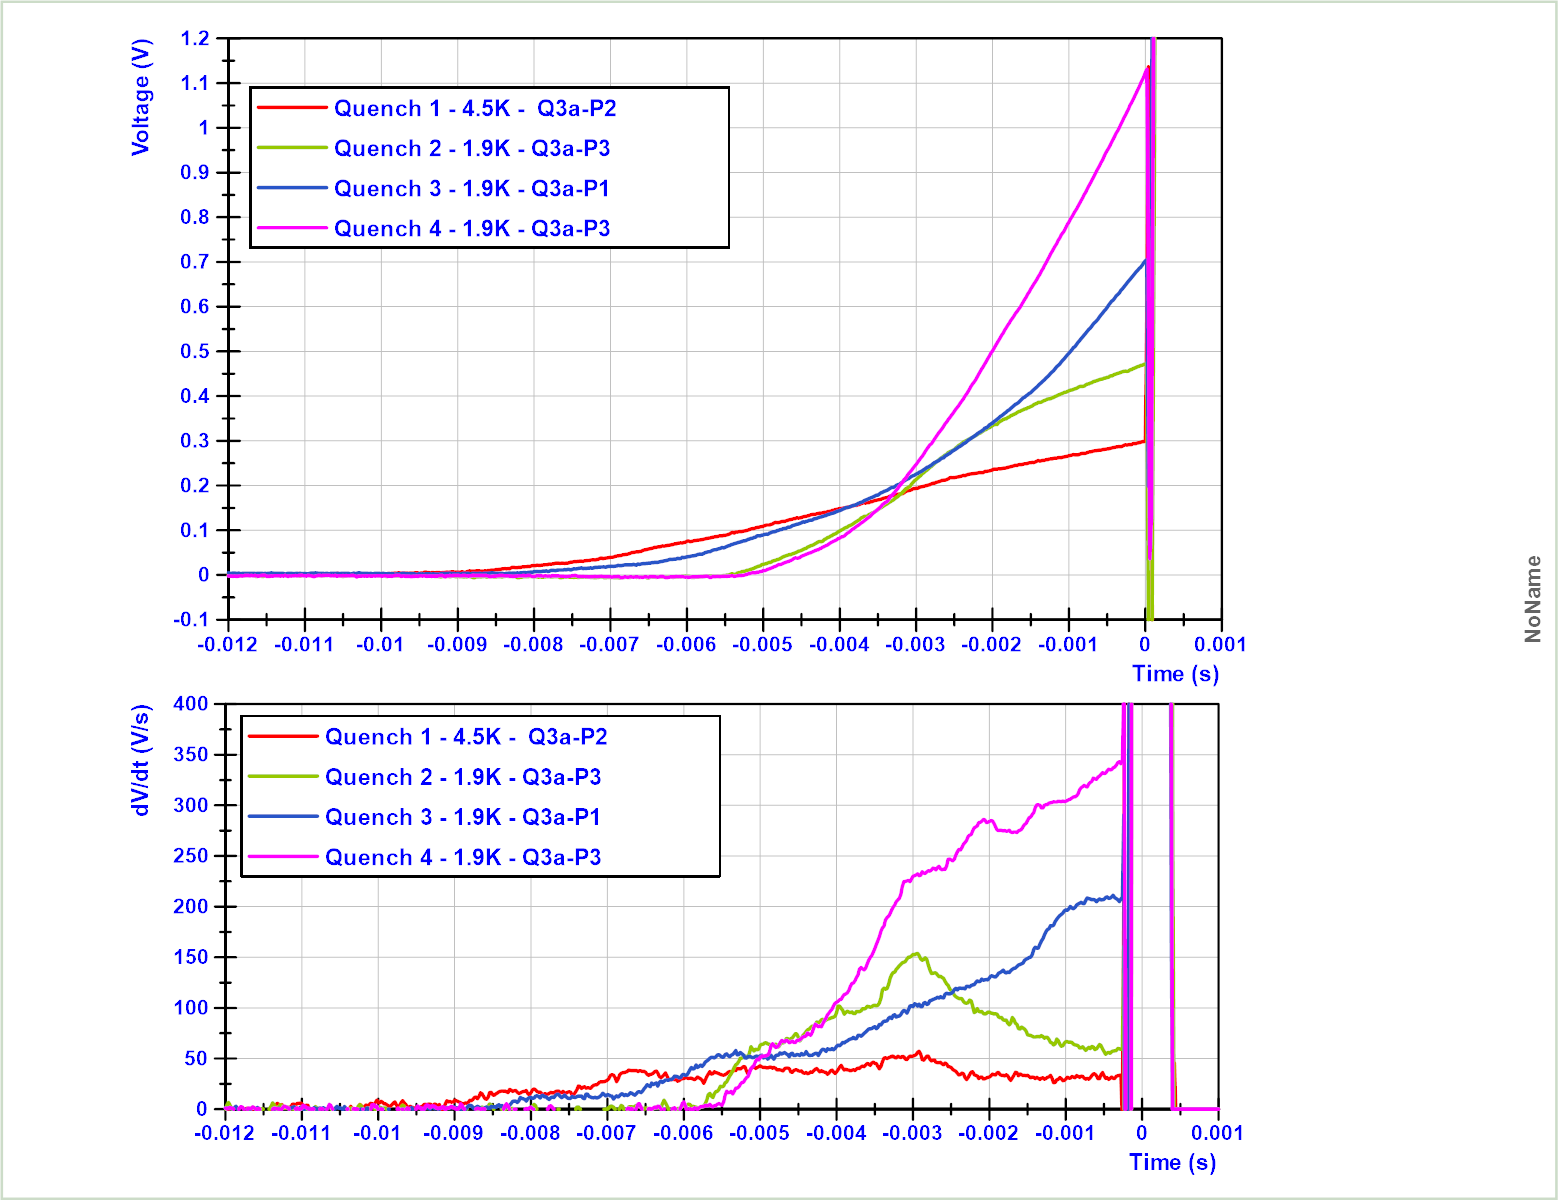 Voltage (V)
1.2
1.1
1
0.9
0.8
0.7
0.6
0.5
0.4
0.3
0.2
0.1
0
-0.1
Quench 1 - 4.5K -  Q3a-P2
Quench 2 - 1.9K - Q3a-P3
Quench 3 - 1.9K - Q3a-P1
Quench 4 - 1.9K - Q3a-P3
-0.012 -0.011 -0.01 -0.009 -0.008 -0.007 -0.006 -0.005 -0.004 -0.003 -0.002 -0.001 0 0.001
Time (s)
NoName
dV/dt (V/s)
400
350
300
250
200
150
100
50
0
Quench 1 - 4.5K -  Q3a-P2
Quench 2 - 1.9K - Q3a-P3
Quench 3 - 1.9K - Q3a-P1
Quench 4 - 1.9K - Q3a-P3
-0.012 -0.011 -0.01 -0.009 -0.008 -0.007 -0.006 -0.005 -0.004 -0.003 -0.002 -0.001 0 0.001
Time (s)